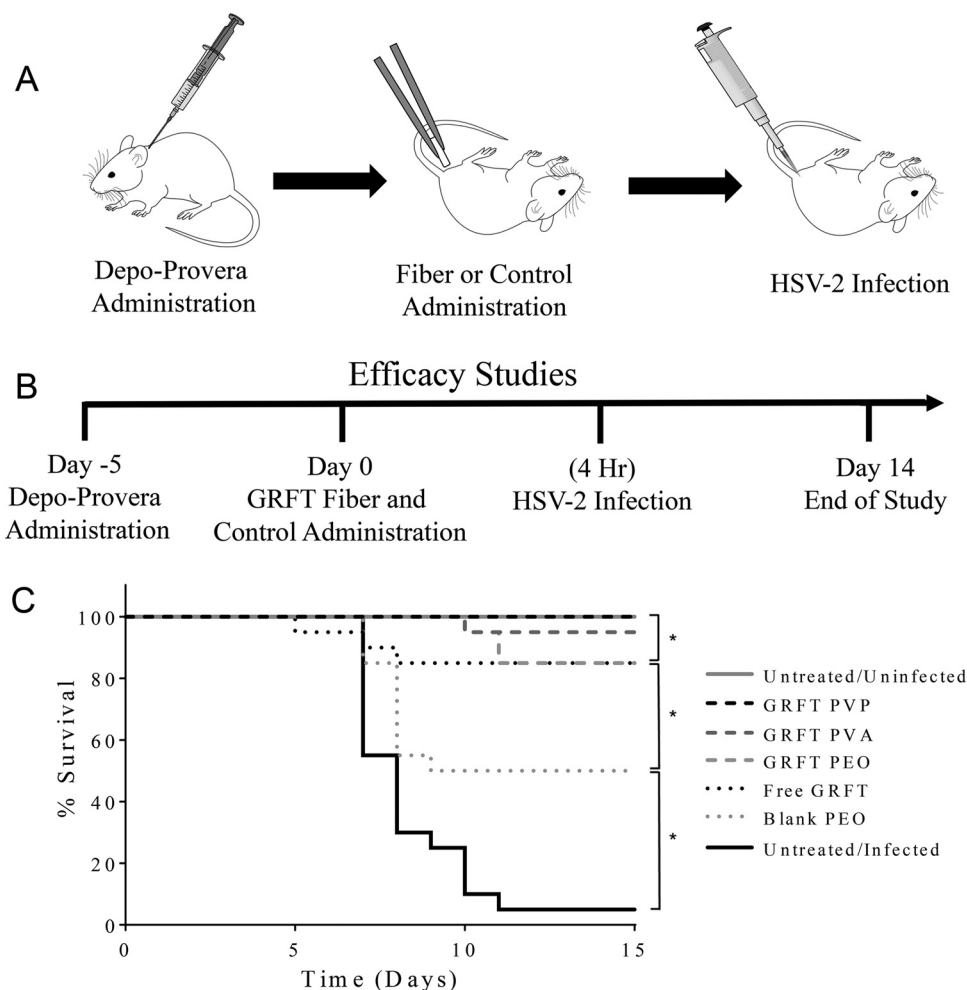 A
Depo-Provera
Administration
Fiber or Control
Administration
HSV-2 Infection
B
Efficacy Studies
Day -5
Depo-Provera
Administration
Day 0
GRFT Fiber and
Control Administration
(4 Hr)
HSV-2 Infection
Day 14
End of Study
C
% Survival
100
80
60
40
20
0
0
5
10
15
Time (Days)
*
*
*
Untreated/Uninfected
GRFT PVP
GRFT PVA
GRFT PEO
Free GRFT
Blank PEO
Untreated/Infected